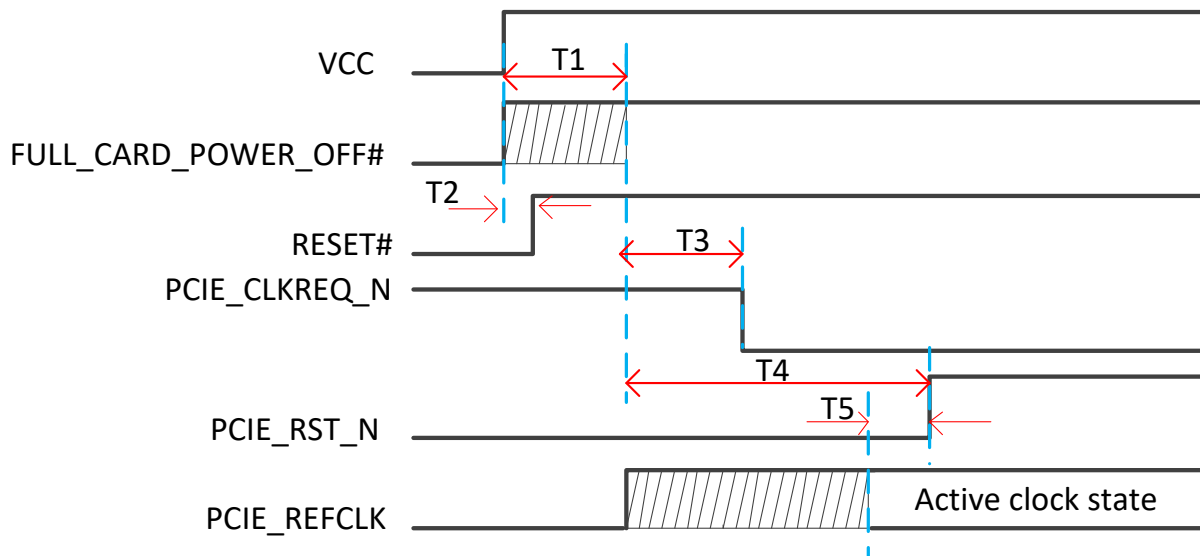 VCC
T1
FULL_CARD_POWER_OFF#
T2
RESET#
T3
PCIE_CLKREQ_N
T4
T5
PCIE_RST_N
Active clock state
PCIE_REFCLK